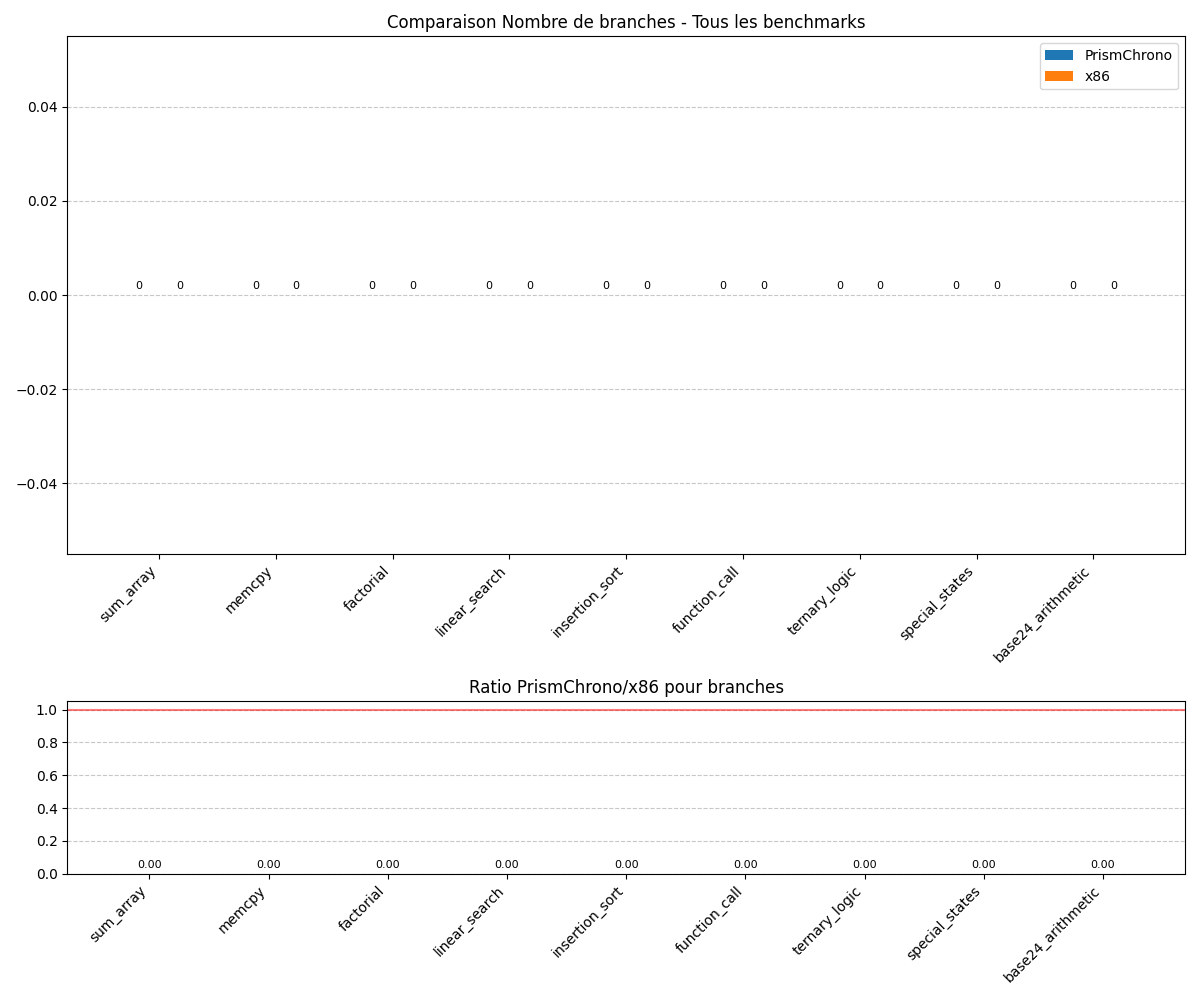 Comparaison Nombre de branches - Tous les benchmarks
PrismChrono
x86
0.04
0.02
0.00
−0.02
−0.04
0 0 0 0 0 0 0 0 0 0 0 0 0 0 0 0 0 0
sum_array
memcpy
factorial
linear_search
insertion_sort
function_call
ternary_logic
special_states
base24_arithmetic
Ratio PrismChrono/x86 pour branches
1.0
0.8
0.6
0.4
0.2
0.0
0.00 0.00 0.00 0.00 0.00 0.00 0.00 0.00 0.00
sum_array
memcpy
factorial
linear_search
insertion_sort
function_call
ternary_logic
special_states
base24_arithmetic